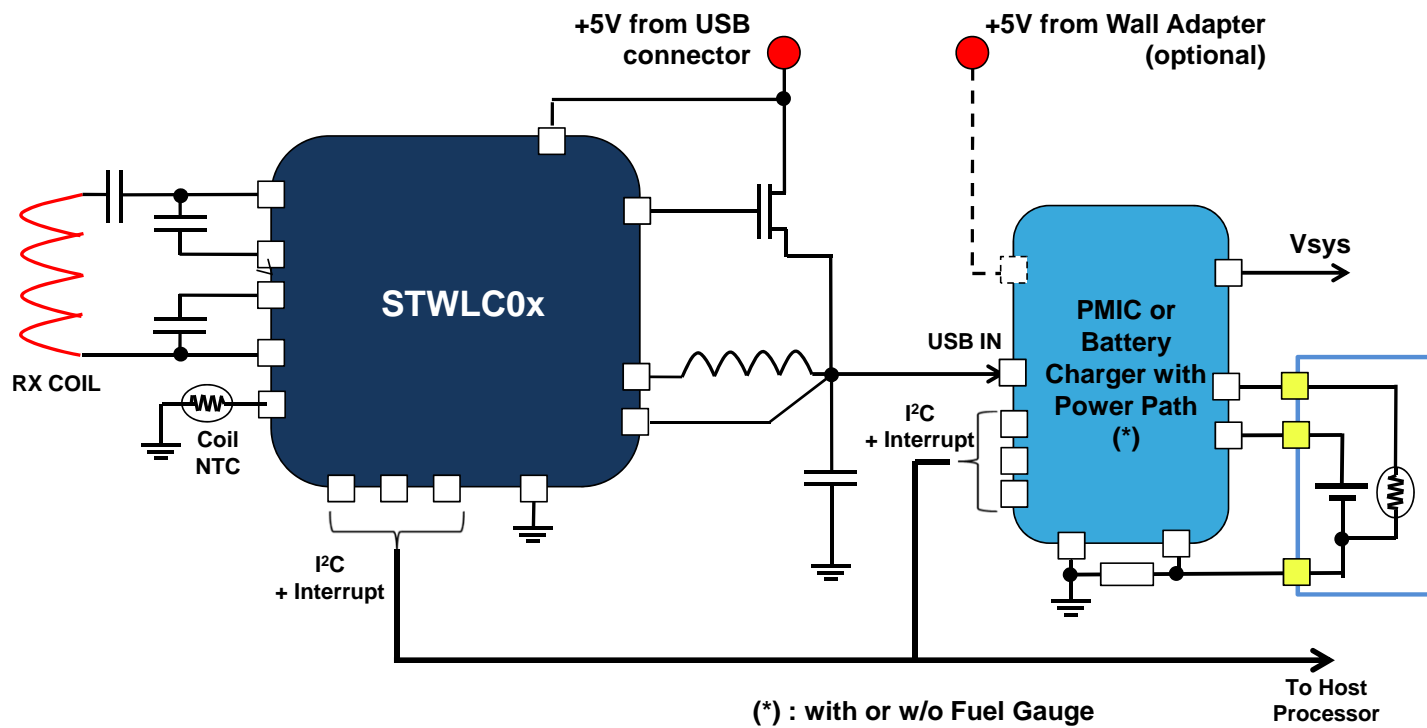 +5V from USB
connector
+5V from Wall Adapter
(optional)
STWLC0x
RX COIL
Coil
NTC
I²C
+ Interrupt
USB IN
I²C
+ Interrupt
PMIC or
Battery
Charger with
Power Path
(*)
Vsys
To Host
Processor
(*) : with or w/o Fuel Gauge